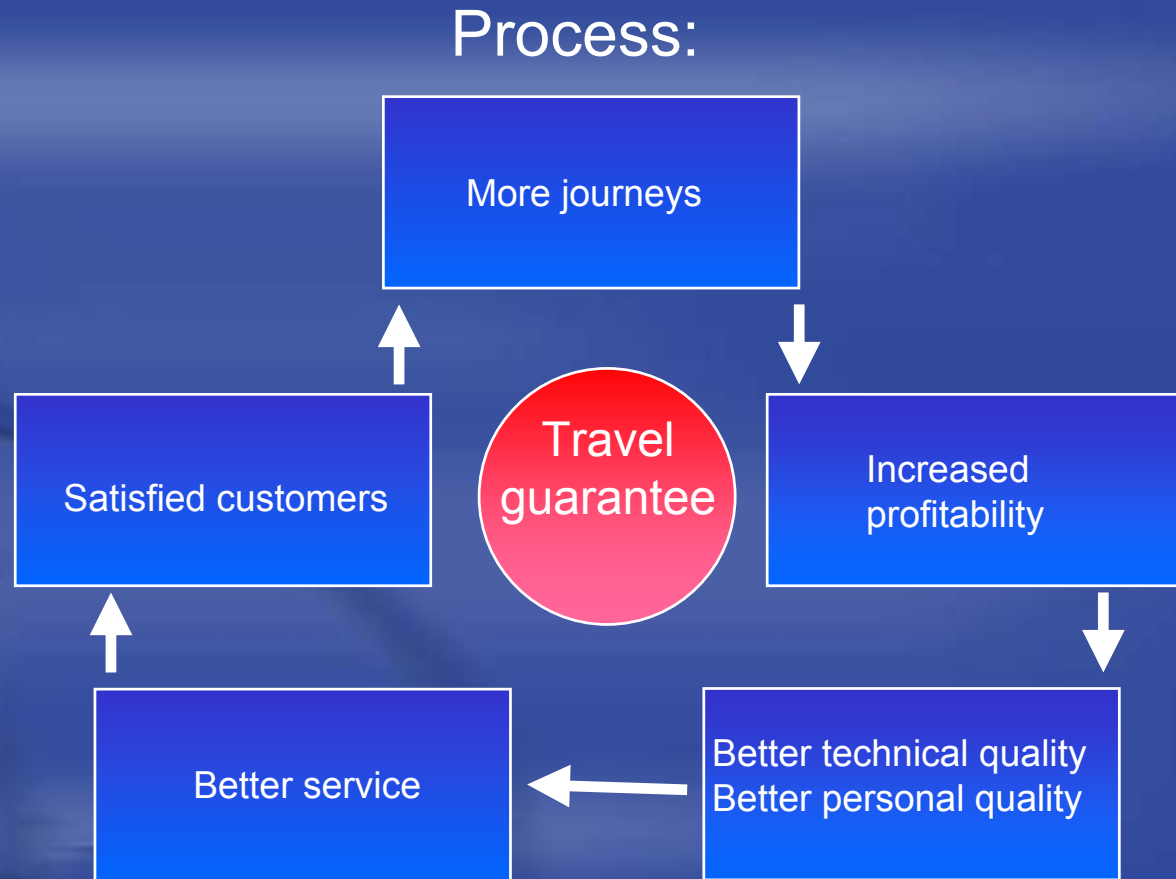 Process:
More journeys
Satisfied customers
Travel
guarantee
Increased
profitability
Better service
Better technical quality
Better personal quality